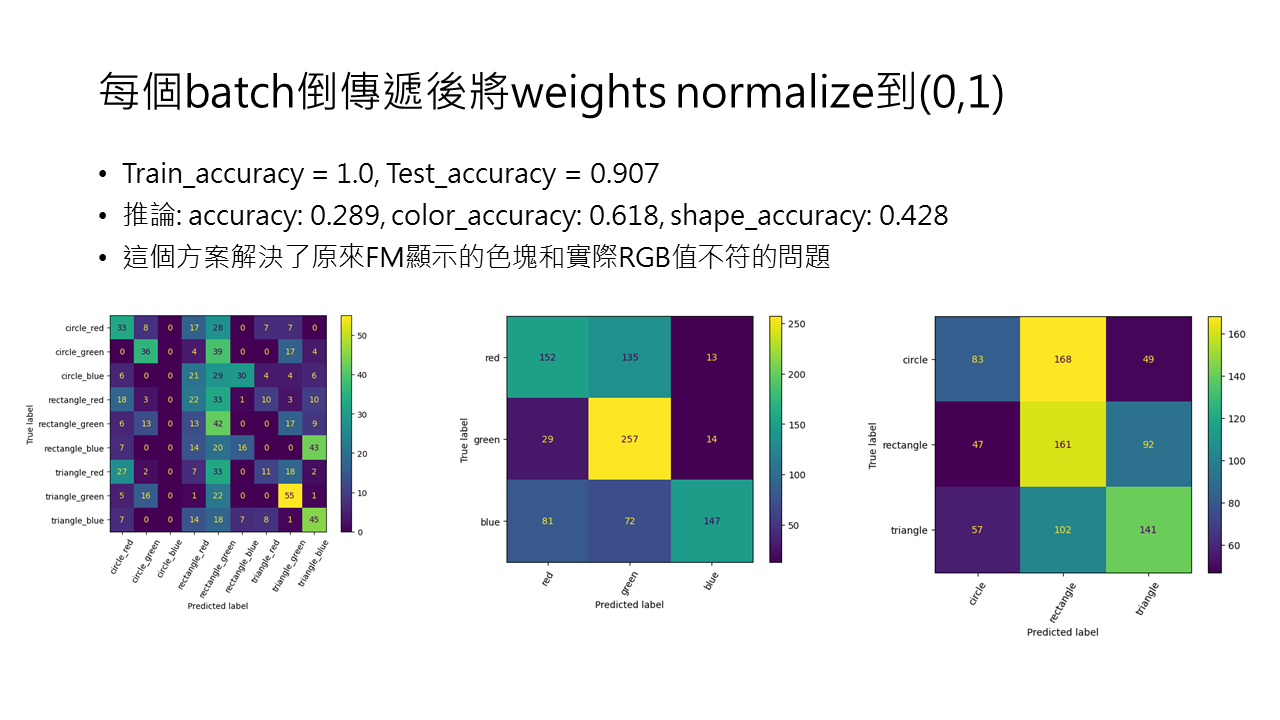 每個batch倒傳遞後將weights normalize到(0,1)
• Train_accuracy = 1.0, Test_accuracy = 0.907
• 推論: accuracy: 0.289, color_accuracy: 0.618, shape_accuracy: 0.428
• 這個方案解決了原來FM顯示的色塊和實際RGB值不符的問題
True label
circle_red 33 8 0 17 28 0 7 7 0
circle_green 0 36 0 4 39 0 0 17 4
circle_blue 6 0 0 21 29 30 4 4 6
rectangle_red 18 3 0 22 33 1 10 3 10
rectangle_green 6 13 0 13 42 0 0 17 9
rectangle_blue 7 0 0 14 20 16 0 0 43
triangle_red 27 2 0 7 33 0 11 18 2
triangle_green 5 16 0 1 22 0 0 55 1
triangle_blue 7 0 0 14 18 7 8 1 45
circle_red circle_green circle_blue rectangle_red rectangle_green rectangle_blue triangle_red triangle_green triangle_blue
Predicted label
50
40
30
20
10
0
True label
red 152 135 13
green 29 257 14
blue 81 72 147
red green blue
Predicted label
250
200
150
100
50
True label
circle 83 168 49
rectangle 47 161 92
triangle 57 102 141
circle rectangle triangle
Predicted label
160
140
120
100
80
60